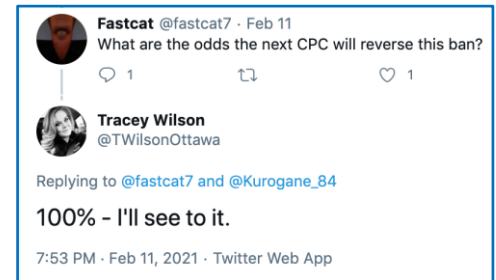 Fastcat @fastcat7 · Feb 11
What are the odds the next CPC will reverse this ban?
1 1
Tracey Wilson
@TWilsonOttawa
Replying to @fastcat7 and @Kurogane_84
100% - I'll see to it.
7:53 PM · Feb 11, 2021 · Twitter Web App